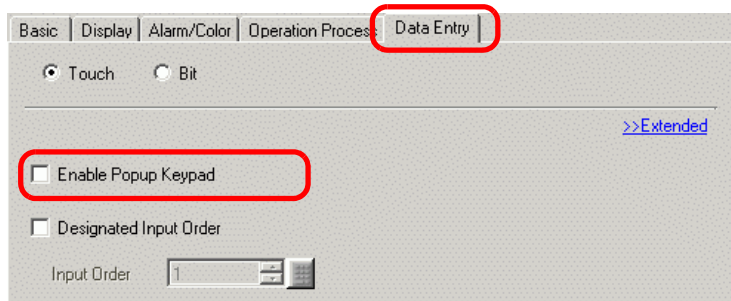 Basic Display Alarm/Color Operation Process Data Entry
Touch Bit
>>Extended
Enable Popup Keypad
Designated Input Order
Input Order 1